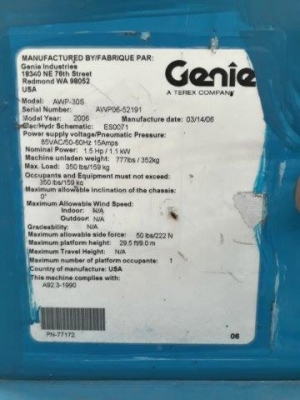 MANUFACTURED BY/FABRIQUE PAR:
Genie Industries
18340 NE 76th Street
Redmond WA 98052
USA
Genie
A TEREX COMPANY
Model: AWP-30S
Serial Number: AWP06-52191
Model Year: 2006 Manufacture date: 03/14/06
Elec/Hydr Schematic: ES0071
Power supply voltage/Pneumatic Pressure:
85VAC/50-60Hz 15Amps
Nominal Power: 1.5 Hp / 1.1 kW
Machine unladen weight: 777lbs / 352kg
Max. Load: 350 lbs/159 kg
Occupants and Equipment must not exceed:
350 lbs/159 kg
Maximum allowable inclination of the chassis:
0°
Maximum Allowable Wind Speed:
Indoor: N/A
Outdoor: N/A
Gradeability: N/A
Maximum allowable side force: 50 lbs/222 N
Maximum platform height: 29.5 ft/9.0 m
Maximum Travel Height: N/A
Maximum number of platform occupants: 1
Country of manufacture: USA
This machine complies with:
A92.3-1990
PN-77172
06